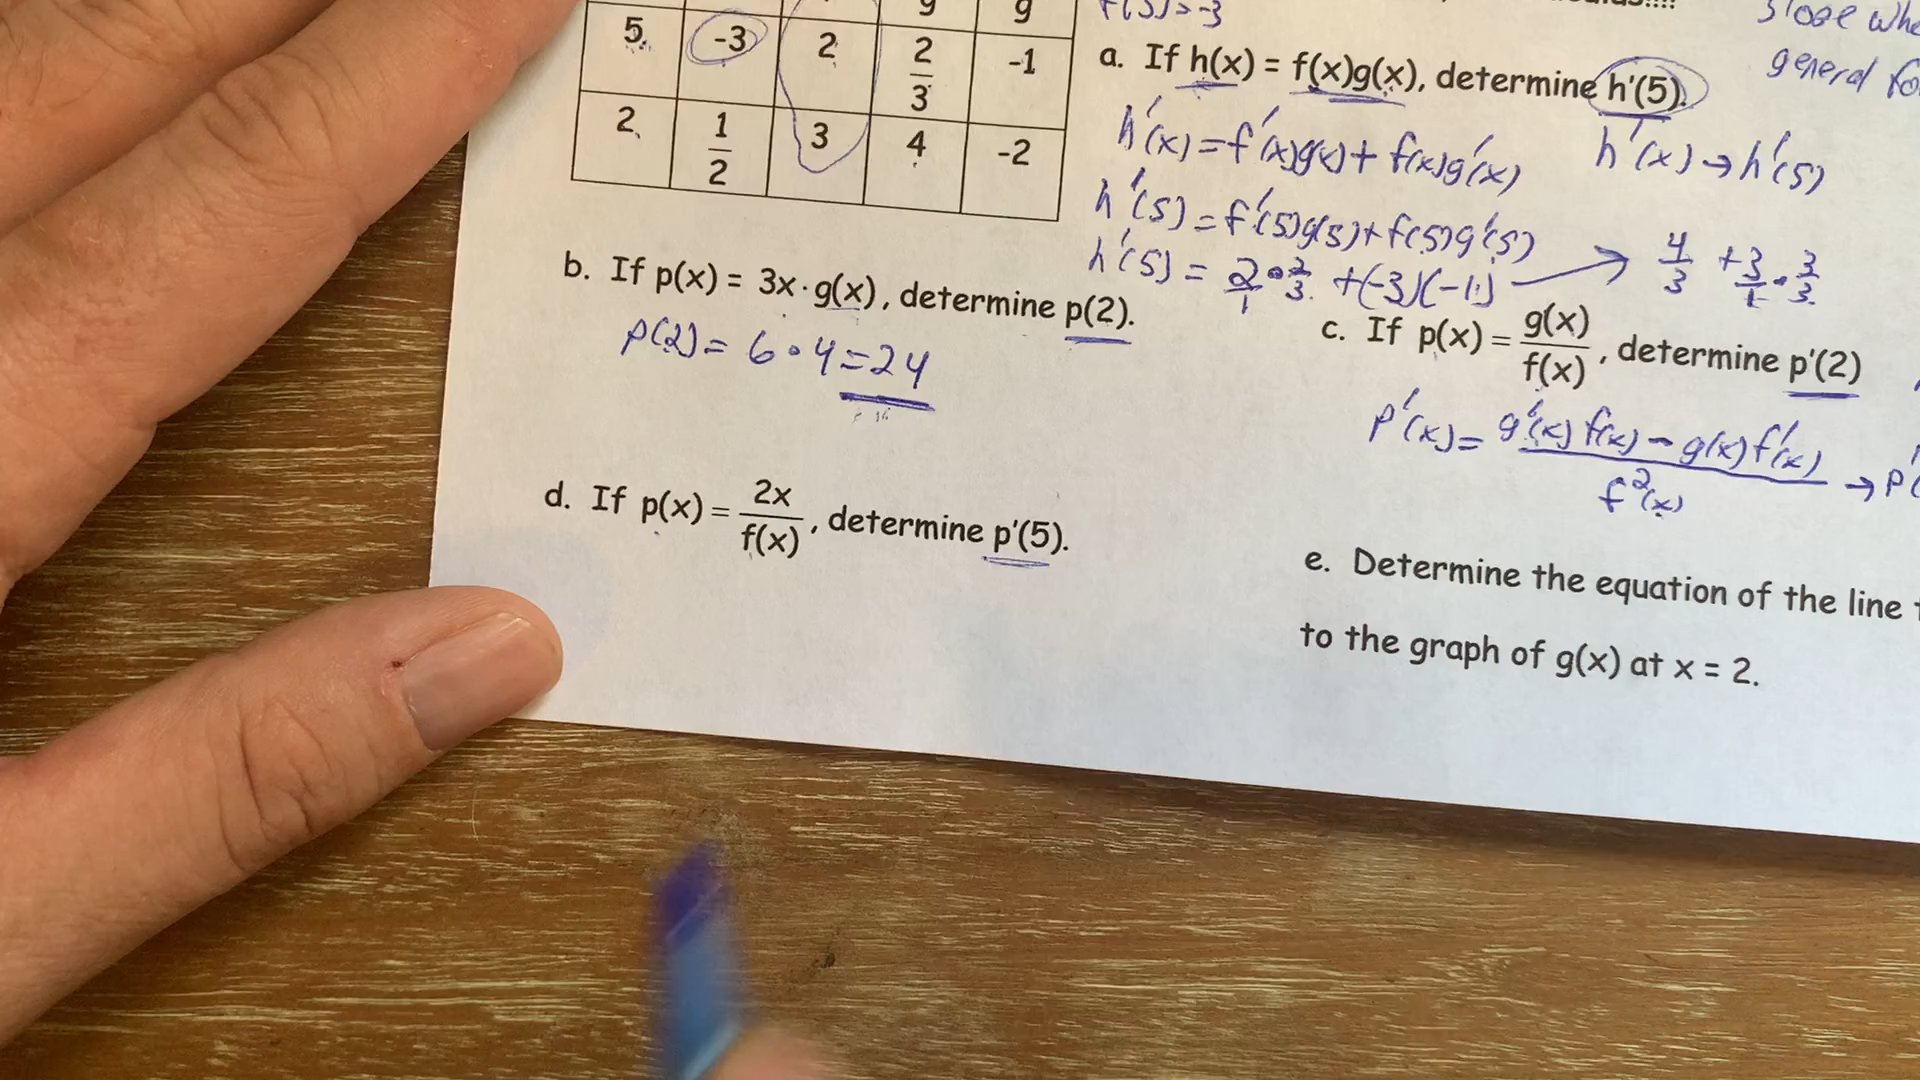 g g
f(5) = -3
slope
5. -3 2 2/3 -1
general
2. 1/2 3 4 -2
a. If h(x) = f(x)g(x), determine h'(5).
h'(x) = f'(x)g(x) + f(x)g'(x) h'(x) → h'(5)
h'(5) = f'(5)g(5) + f(5)g'(5)
h'(5) = 2/1 • 2/3 + (-3)(-1) → 4/3 + 3/1 • 3/3
b. If p(x) = 3x · g(x), determine p(2).
p(2) = 6 • 4 = 24
c. If p(x) = g(x)/f(x), determine p'(2)
p'(x) = g'(x) f(x) - g(x) f'(x) / f²(x) →
d. If p(x) = 2x/f(x), determine p'(5).
e. Determine the equation of the line
to the graph of g(x) at x = 2.